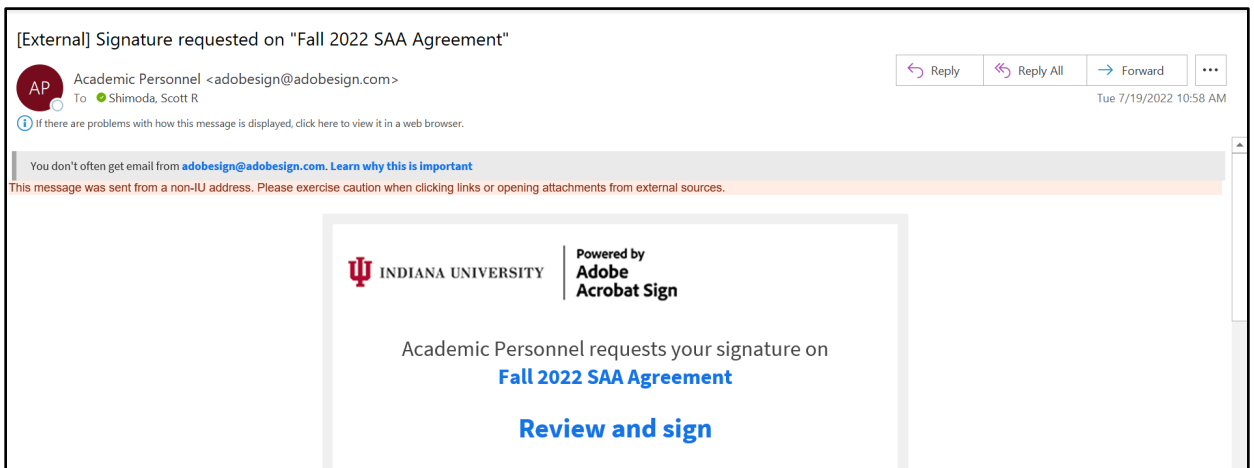 [External] Signature requested on "Fall 2022 SAA Agreement"
AP
Academic Personnel <adobesign@adobesign.com>
To Shimoda, Scott R
Reply
Reply All
Forward
Tue 7/19/2022 10:58 AM
If there are problems with how this message is displayed, click here to view it in a web browser.
You don't often get email from adobesign@adobesign.com. Learn why this is important
This message was sent from a non-IU address. Please exercise caution when clicking links or opening attachments from external sources.
INDIANA UNIVERSITY
Powered by
Adobe
Acrobat Sign
Academic Personnel requests your signature on
Fall 2022 SAA Agreement
Review and sign